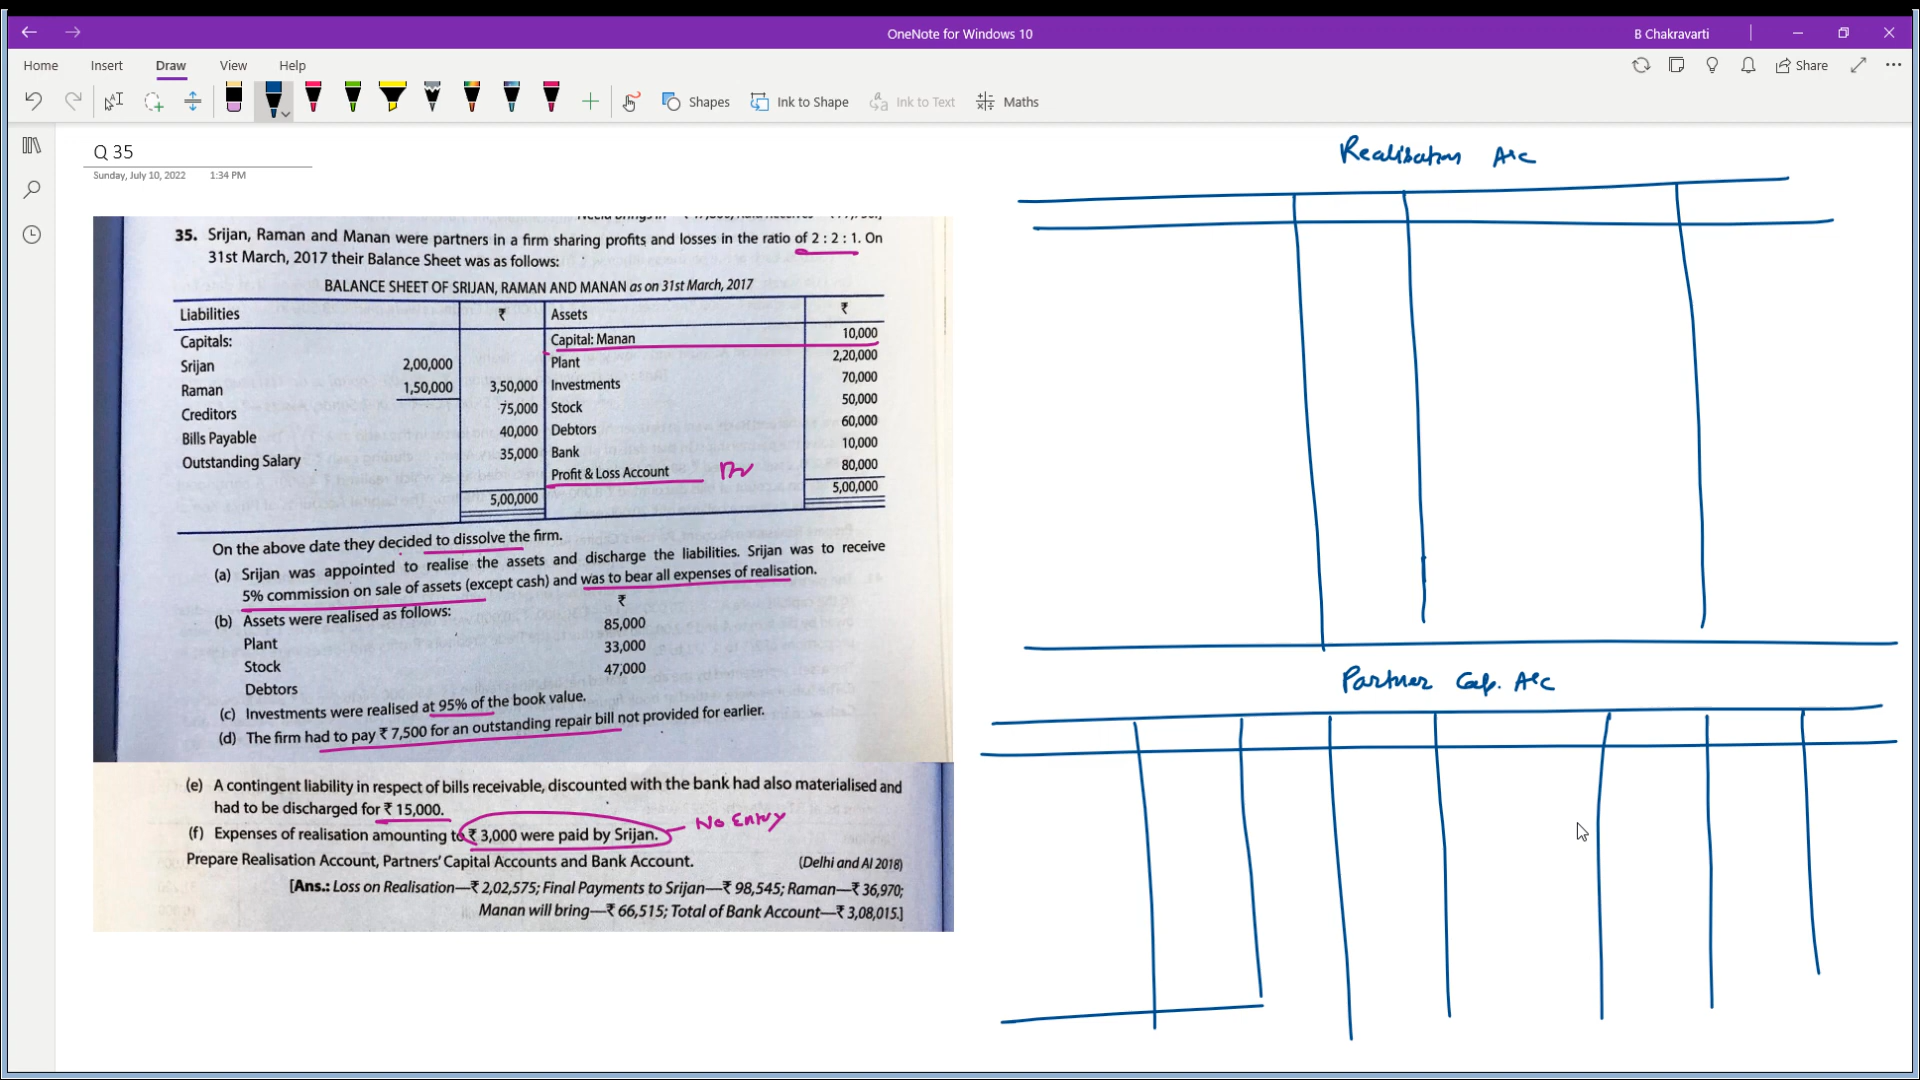 OneNote for Windows 10
B Chakravarti
Home Insert Draw View Help
Share
Shapes Ink to Shape Ink to Text Maths
Q 35
Sunday, July 10, 2022 1:34 PM
35. Srijan, Raman and Manan were partners in a firm sharing profits and losses in the ratio of 2 : 2 : 1. On
31st March, 2017 their Balance Sheet was as follows:
BALANCE SHEET OF SRIJAN, RAMAN AND MANAN as on 31st March, 2017
Liabilities ₹ Assets ₹
Capitals: Capital: Manan 10,000
Srijan 2,00,000 Plant 2,20,000
Raman 1,50,000 3,50,000 Investments 70,000
Creditors 75,000 Stock 50,000
Bills Payable 40,000 Debtors 60,000
Outstanding Salary 35,000 Bank 10,000
Profit & Loss Account 80,000
5,00,000 5,00,000
On the above date they decided to dissolve the firm.
(a) Srijan was appointed to realise the assets and discharge the liabilities. Srijan was to receive
5% commission on sale of assets (except cash) and was to bear all expenses of realisation.
(b) Assets were realised as follows: ₹
Plant 85,000
Stock 33,000
Debtors 47,000
(c) Investments were realised at 95% of the book value.
(d) The firm had to pay ₹ 7,500 for an outstanding repair bill not provided for earlier.
(e) A contingent liability in respect of bills receivable, discounted with the bank had also materialised and
had to be discharged for ₹ 15,000.
(f) Expenses of realisation amounting to ₹ 3,000 were paid by Srijan. No Entry
Prepare Realisation Account, Partners' Capital Accounts and Bank Account. (Delhi and AI 2018)
[Ans.: Loss on Realisation—₹ 2,02,575; Final Payments to Srijan—₹ 98,545; Raman—₹ 36,970;
Manan will bring—₹ 66,515; Total of Bank Account—₹ 3,08,015.]
Realisation A/c
Partner Cap. A/c